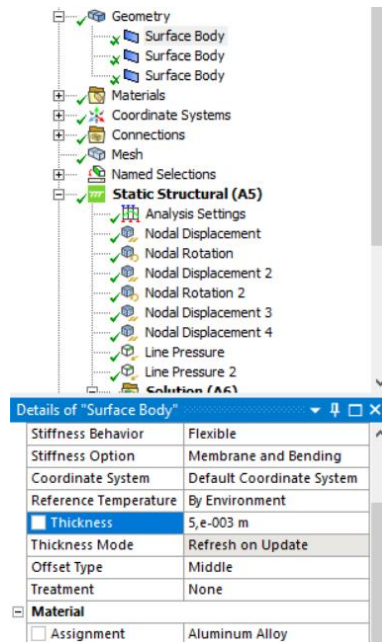 Geometry
Surface Body
Surface Body
Surface Body
Materials
Coordinate Systems
Connections
Mesh
Named Selections
Static Structural (A5)
Analysis Settings
Nodal Displacement
Nodal Rotation
Nodal Displacement 2
Nodal Rotation 2
Nodal Displacement 3
Nodal Displacement 4
Line Pressure
Line Pressure 2
Solution (A6)
Details of "Surface Body"
Stiffness Behavior Flexible
Stiffness Option Membrane and Bending
Coordinate System Default Coordinate System
Reference Temperature By Environment
Thickness 5,e-003 m
Thickness Mode Refresh on Update
Offset Type Middle
Treatment None
Material
Assignment Aluminum Alloy